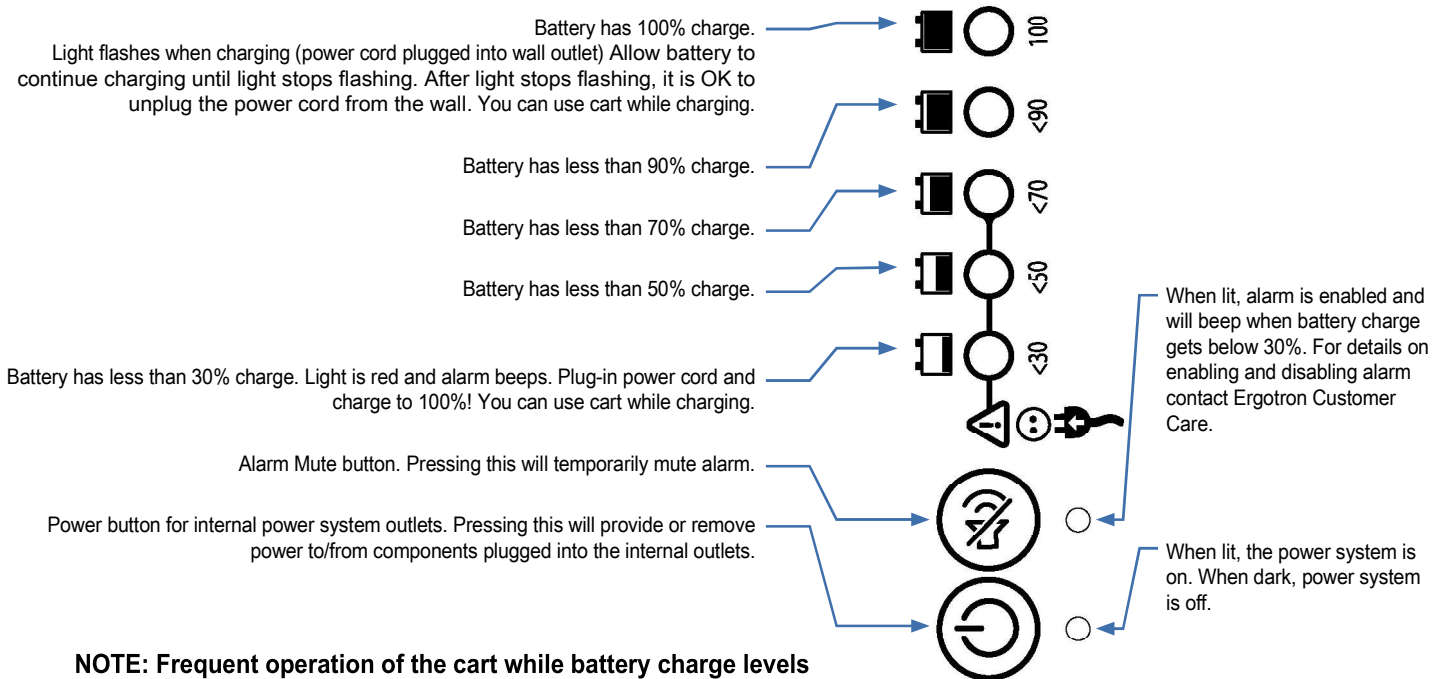 Battery has 100% charge.
Light flashes when charging (power cord plugged into wall outlet) Allow battery to
continue charging until light stops flashing. After light stops flashing, it is OK to
unplug the power cord from the wall. You can use cart while charging.
100
Battery has less than 90% charge.
<90
Battery has less than 70% charge.
<70
Battery has less than 50% charge.
<50
Battery has less than 30% charge. Light is red and alarm beeps. Plug-in power cord and
charge to 100%! You can use cart while charging.
<30
When lit, alarm is enabled and
will beep when battery charge
gets below 30%. For details on
enabling and disabling alarm
contact Ergotron Customer
Care.
Alarm Mute button. Pressing this will temporarily mute alarm.
Power button for internal power system outlets. Pressing this will provide or remove
power to/from components plugged into the internal outlets.
When lit, the power system is
on. When dark, power system
is off.
NOTE: Frequent operation of the cart while battery charge levels